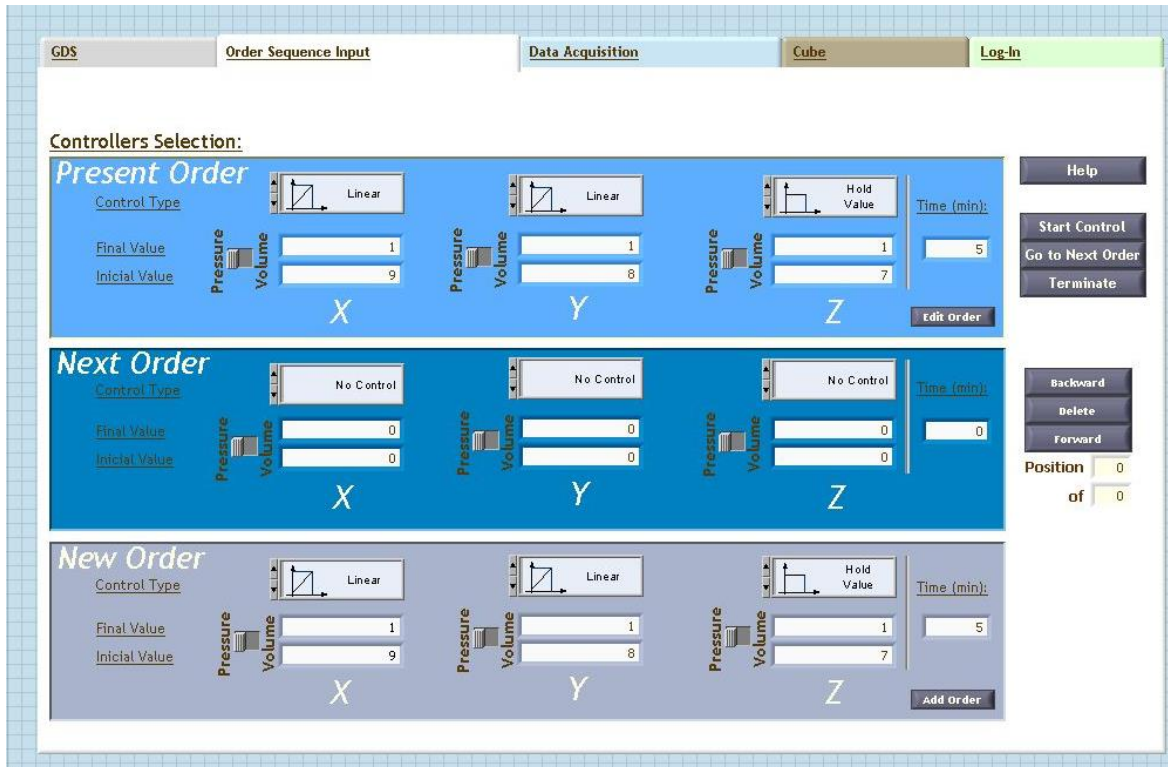 GDS Order Sequence Input Data Acquisition Cube Log-In
Controllers Selection:
Present Order
Control Type Linear Linear Hold Value Time (min):
Final Value Pressure Volume 1 Pressure Volume 1 Pressure Volume 1 5
Inicial Value 9 8 7
X Y Z Edit Order
Help
Start Control
Go to Next Order
Terminate
Next Order
Control Type No Control No Control No Control Time (min):
Final Value Pressure Volume 0 Pressure Volume 0 Pressure Volume 0 0
Inicial Value 0 0 0
X Y Z
Backward
Delete
Forward
Position 0
of 0
New Order
Control Type Linear Linear Hold Value Time (min):
Final Value Pressure Volume 1 Pressure Volume 1 Pressure Volume 1 5
Inicial Value 9 8 7
X Y Z Add Order